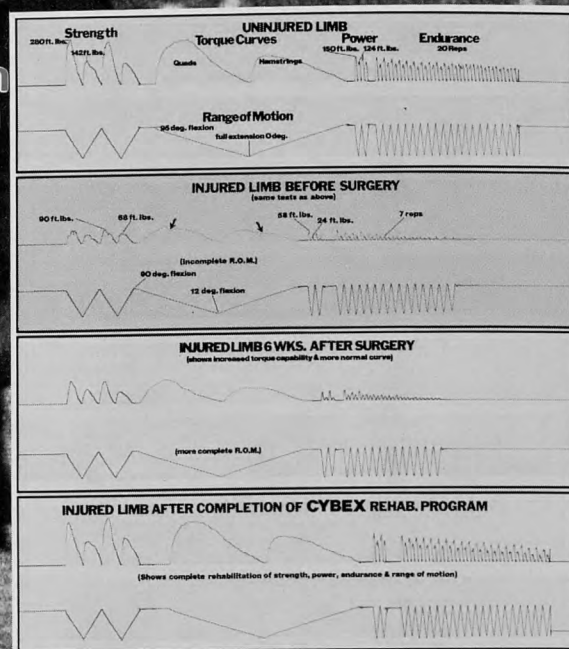 UNINJURED LIMB
Strength
Torque Curves
Power
Endurance
280 ft. lbs.
142 ft. lbs.
150 ft. lbs. 124 ft. lbs.
20 Reps
Quads
Hamstrings
Range of Motion
95 deg. flexion
full extension 0 deg.
INJURED LIMB BEFORE SURGERY
(same tests as above)
90 ft. lbs.
68 ft. lbs.
58 ft. lbs.
24 ft. lbs.
7 reps
(Incomplete R.O.M.)
90 deg. flexion
12 deg. flexion
INJURED LIMB 6 WKS. AFTER SURGERY
(shows increased torque capability & more normal curve)
(more complete R.O.M.)
INJURED LIMB AFTER COMPLETION OF CYBEX REHAB. PROGRAM
(Shows complete rehabilitation of strength, power, endurance & range of motion)